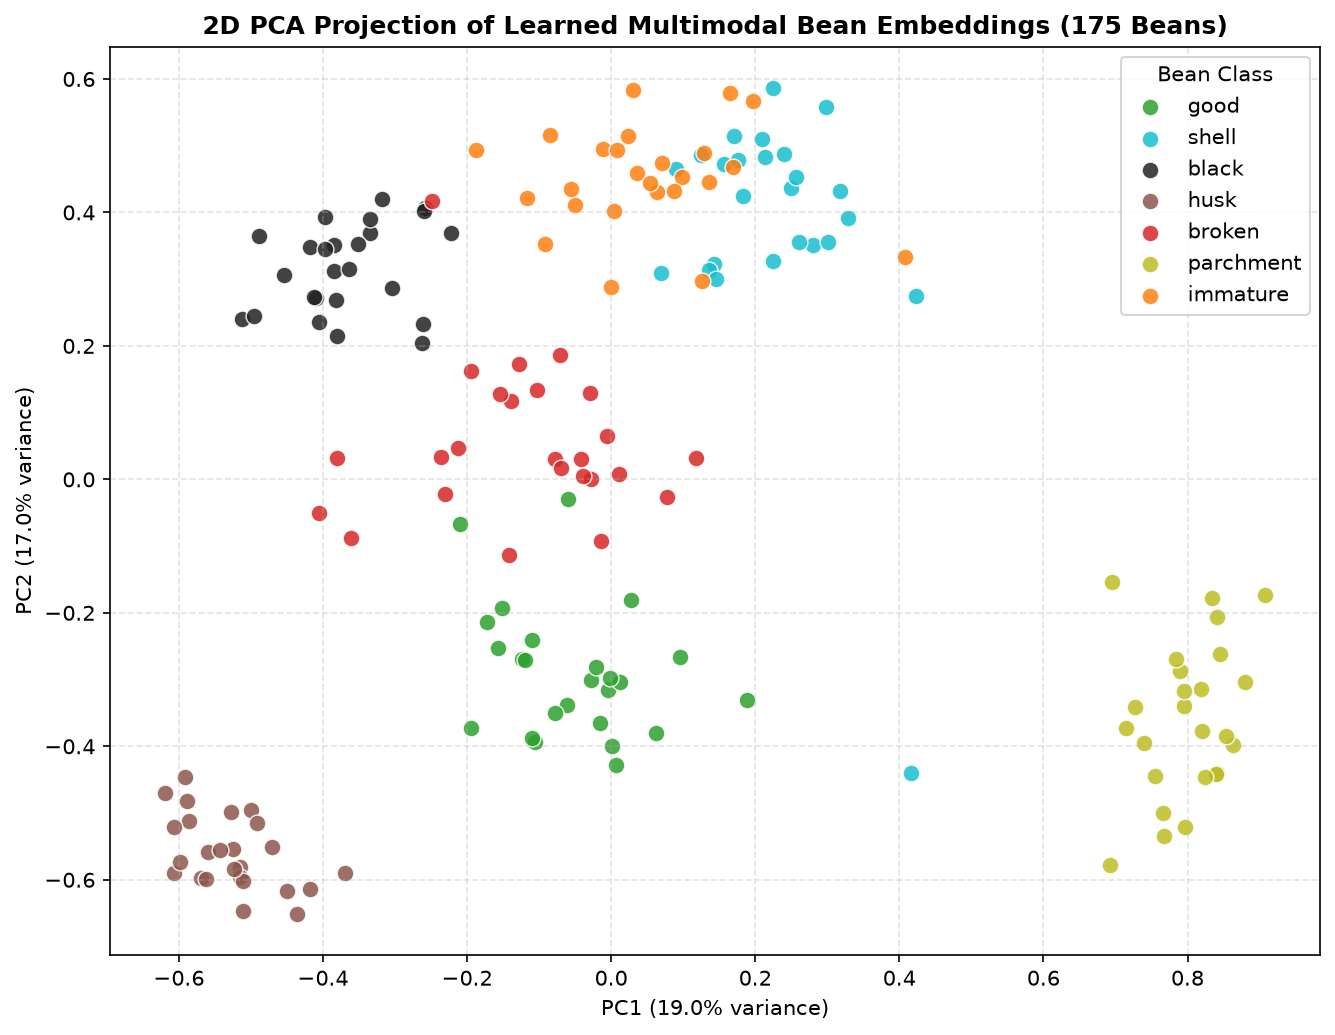 2D PCA Projection of Learned Multimodal Bean Embeddings (175 Beans)
Bean Class
good
shell
black
husk
broken
parchment
immature
PC2 (17.0% variance)
0.6
0.4
0.2
0.0
−0.2
−0.4
−0.6
−0.6
−0.4
−0.2
0.0
0.2
0.4
0.6
0.8
PC1 (19.0% variance)